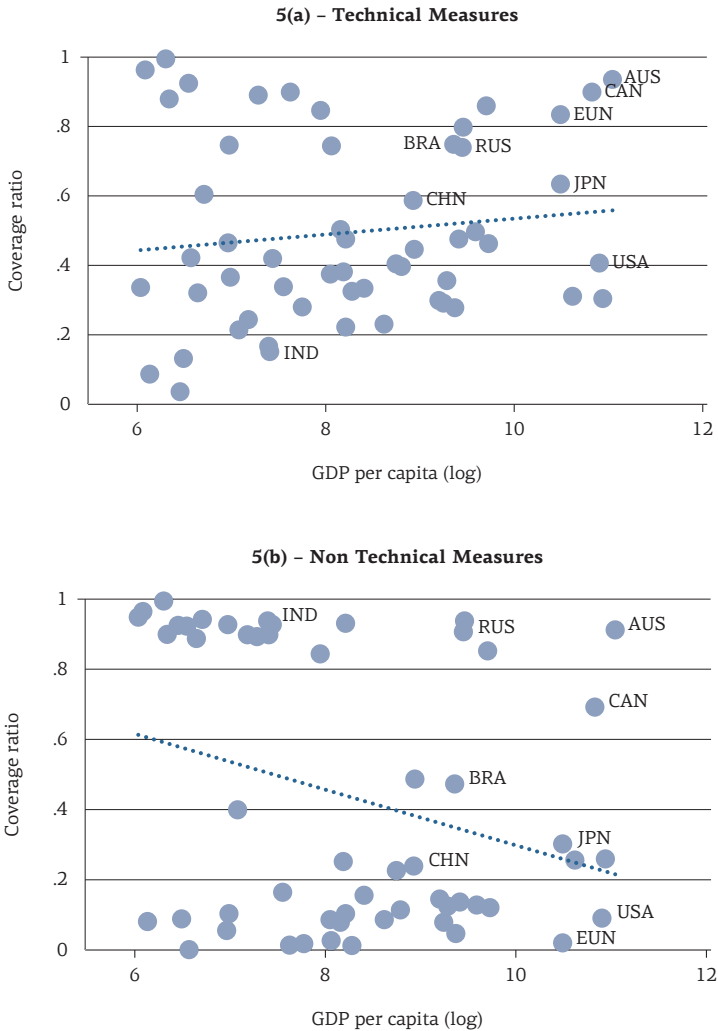 5(a) – Technical Measures
1
AUS
CAN
EUN
.8
BRA
RUS
JPN
.6
CHN
Coverage ratio
.4
USA
IND
.2
0
6
8
10
12
GDP per capita (log)
5(b) – Non Technical Measures
1
IND
RUS
AUS
.8
CAN
.6
Coverage ratio
BRA
.4
JPN
CHN
.2
USA
EUN
0
6
8
10
12
GDP per capita (log)